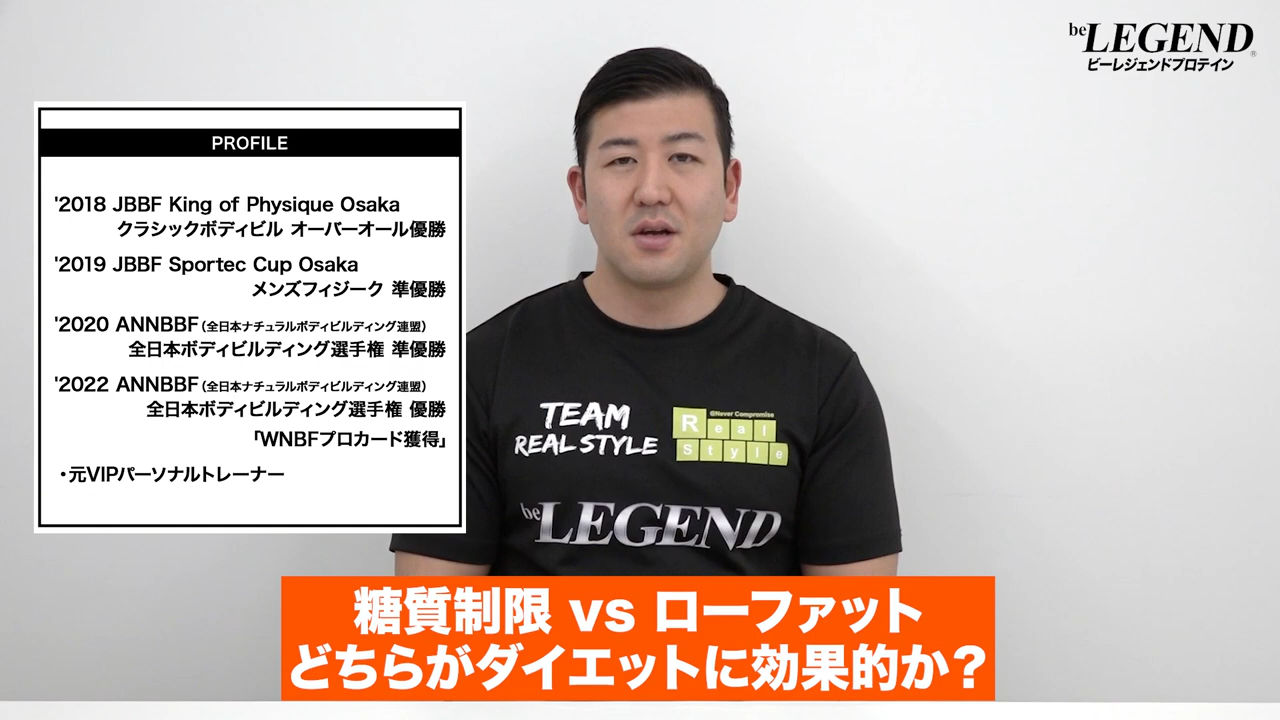 be LEGEND®
ビーレジェンドプロテイン
PROFILE
'2018 JBBF King of Physique Osaka
クラシックボディビル オーバーオール優勝
'2019 JBBF Sportec Cup Osaka
メンズフィジーク 準優勝
'2020 ANNBBF(全日本ナチュラルボディビルディング連盟)
全日本ボディビルディング選手権 準優勝
'2022 ANNBBF(全日本ナチュラルボディビルディング連盟)
全日本ボディビルディング選手権 優勝
「WNBFプロカード獲得」
・元VIPパーソナルトレーナー
TEAM
REAL STYLE
@Never Compromise
Real
Style
be LEGEND
糖質制限 vs ローファット
どちらがダイエットに効果的か?